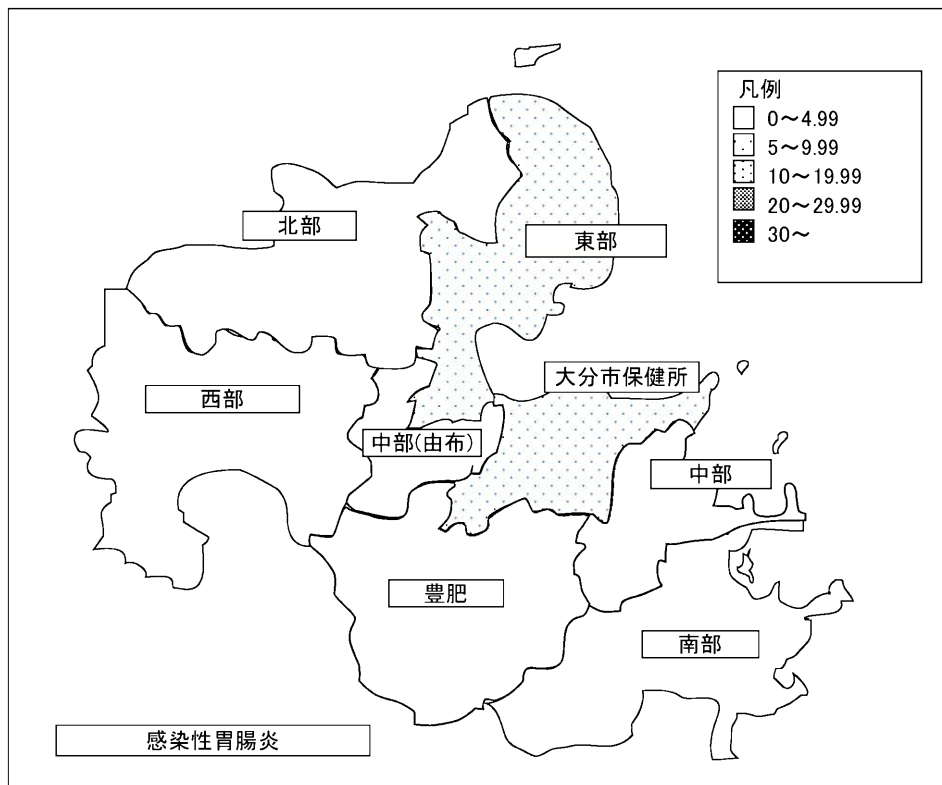 凡例
0～4.99
5～9.99
10～19.99
20～29.99
30～
北部
東部
大分市保健所
西部
中部(由布)
中部
豊肥
南部
感染性胃腸炎